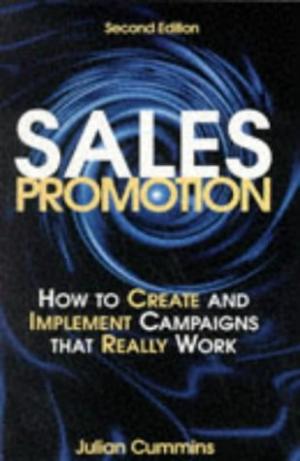 Second Edition
SALES
PROMOTION
HOW TO CREATE AND
IMPLEMENT CAMPAIGNS
THAT REALLY WORK
Julian Cummins